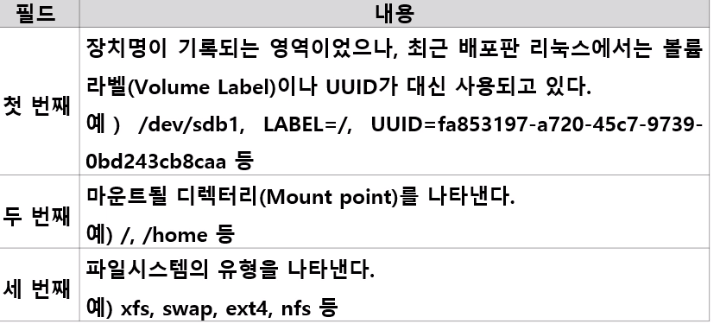 필드 내용
첫 번째
장치명이 기록되는 영역이었으나, 최근 배포판 리눅스에서는 볼륨
라벨(Volume Label)이나 UUID가 대신 사용되고 있다.
예 ) /dev/sdb1, LABEL=/, UUID=fa853197-a720-45c7-9739-
0bd243cb8caa 등
두 번째
마운트될 디렉터리(Mount point)를 나타낸다.
예) /, /home 등
세 번째
파일시스템의 유형을 나타낸다.
예) xfs, swap, ext4, nfs 등